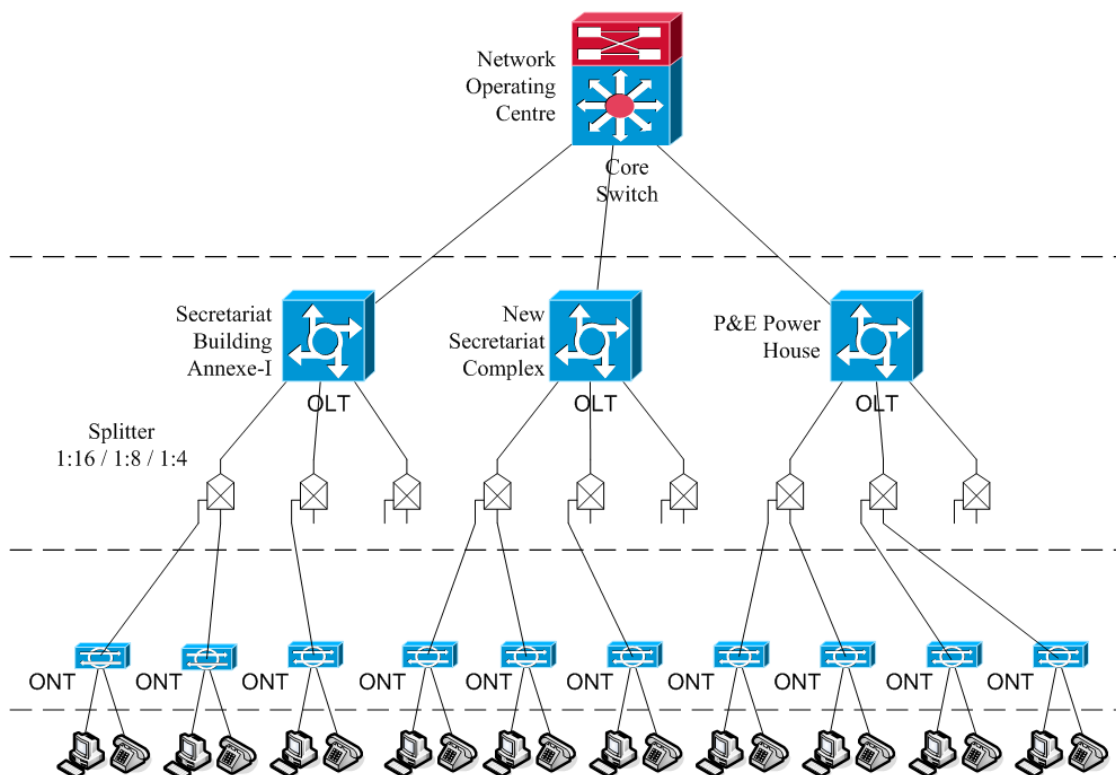 Network
Operating
Centre
Core
Switch
Secretariat
Building
Annexe-I
New
Secretariat
Complex
P&E Power
House
OLT
OLT
OLT
Splitter
1:16 / 1:8 / 1:4
ONT
ONT
ONT
ONT
ONT
ONT
ONT
ONT
ONT
ONT